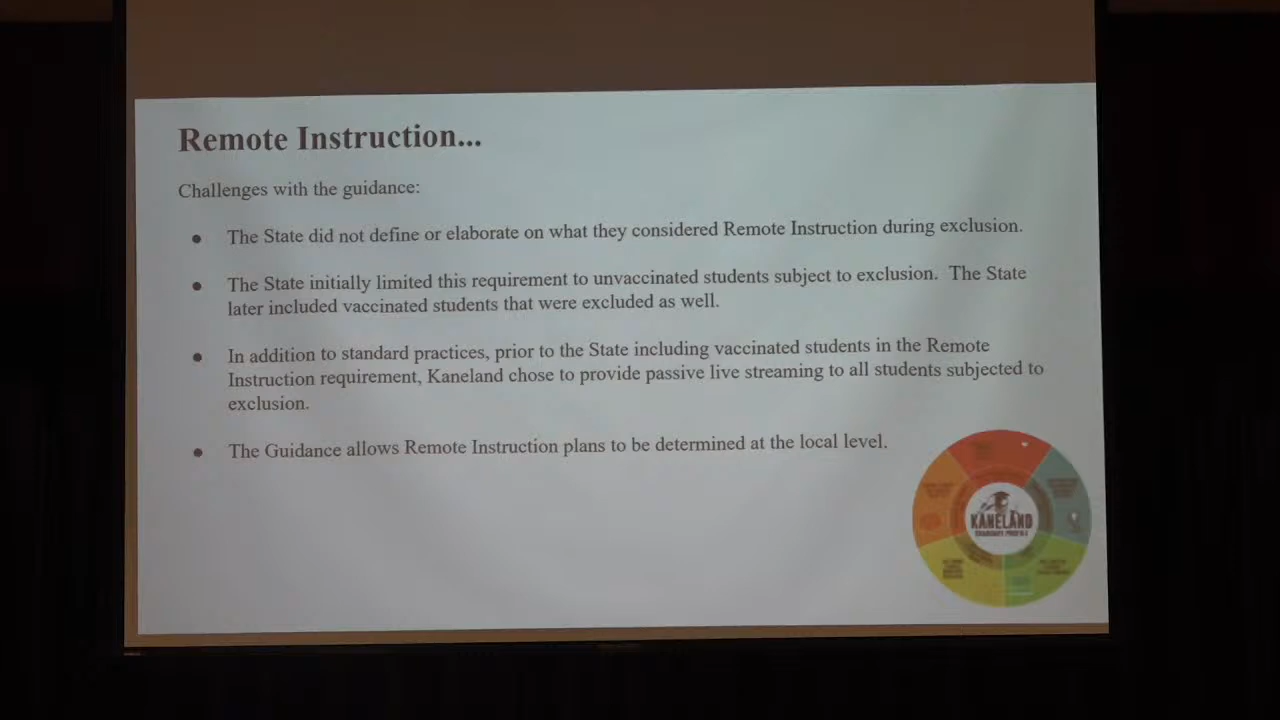 Remote Instruction...
Challenges with the guidance:
● The State did not define or elaborate on what they considered Remote Instruction during exclusion.
● The State initially limited this requirement to unvaccinated students subject to exclusion. The State
later included vaccinated students that were excluded as well.
● In addition to standard practices, prior to the State including vaccinated students in the Remote
Instruction requirement, Kaneland chose to provide passive live streaming to all students subjected to
exclusion.
● The Guidance allows Remote Instruction plans to be determined at the local level.
KANELAND